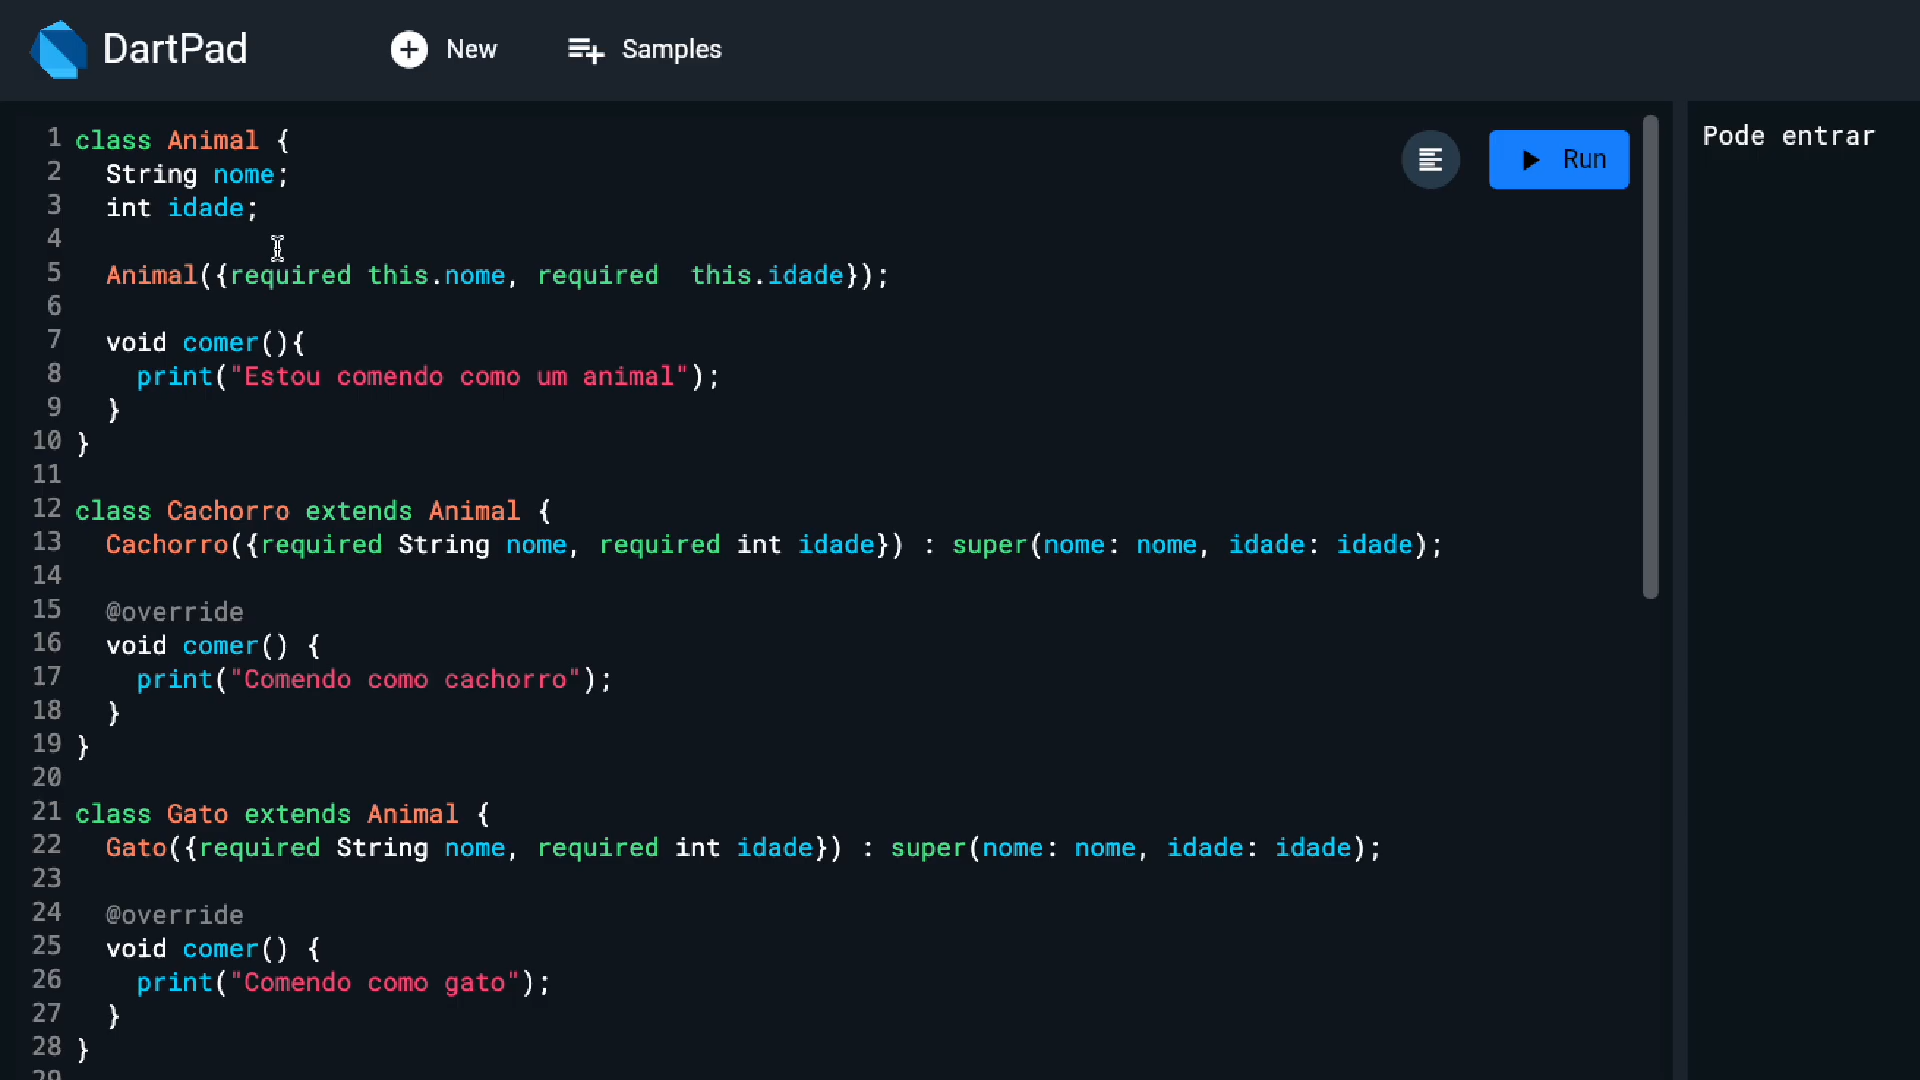 DartPad
New
Samples
1 class Animal {
2 String nome;
3 int idade;
4
5 Animal({required this.nome, required  this.idade});
6
7 void comer(){
8 print("Estou comendo como um animal");
9 }
10 }
11
12 class Cachorro extends Animal {
13 Cachorro({required String nome, required int idade}) : super(nome: nome, idade: idade);
14
15 @override
16 void comer() {
17 print("Comendo como cachorro");
18 }
19 }
20
21 class Gato extends Animal {
22 Gato({required String nome, required int idade}) : super(nome: nome, idade: idade);
23
24 @override
25 void comer() {
26 print("Comendo como gato");
27 }
28 }
29
Run
Pode entrar